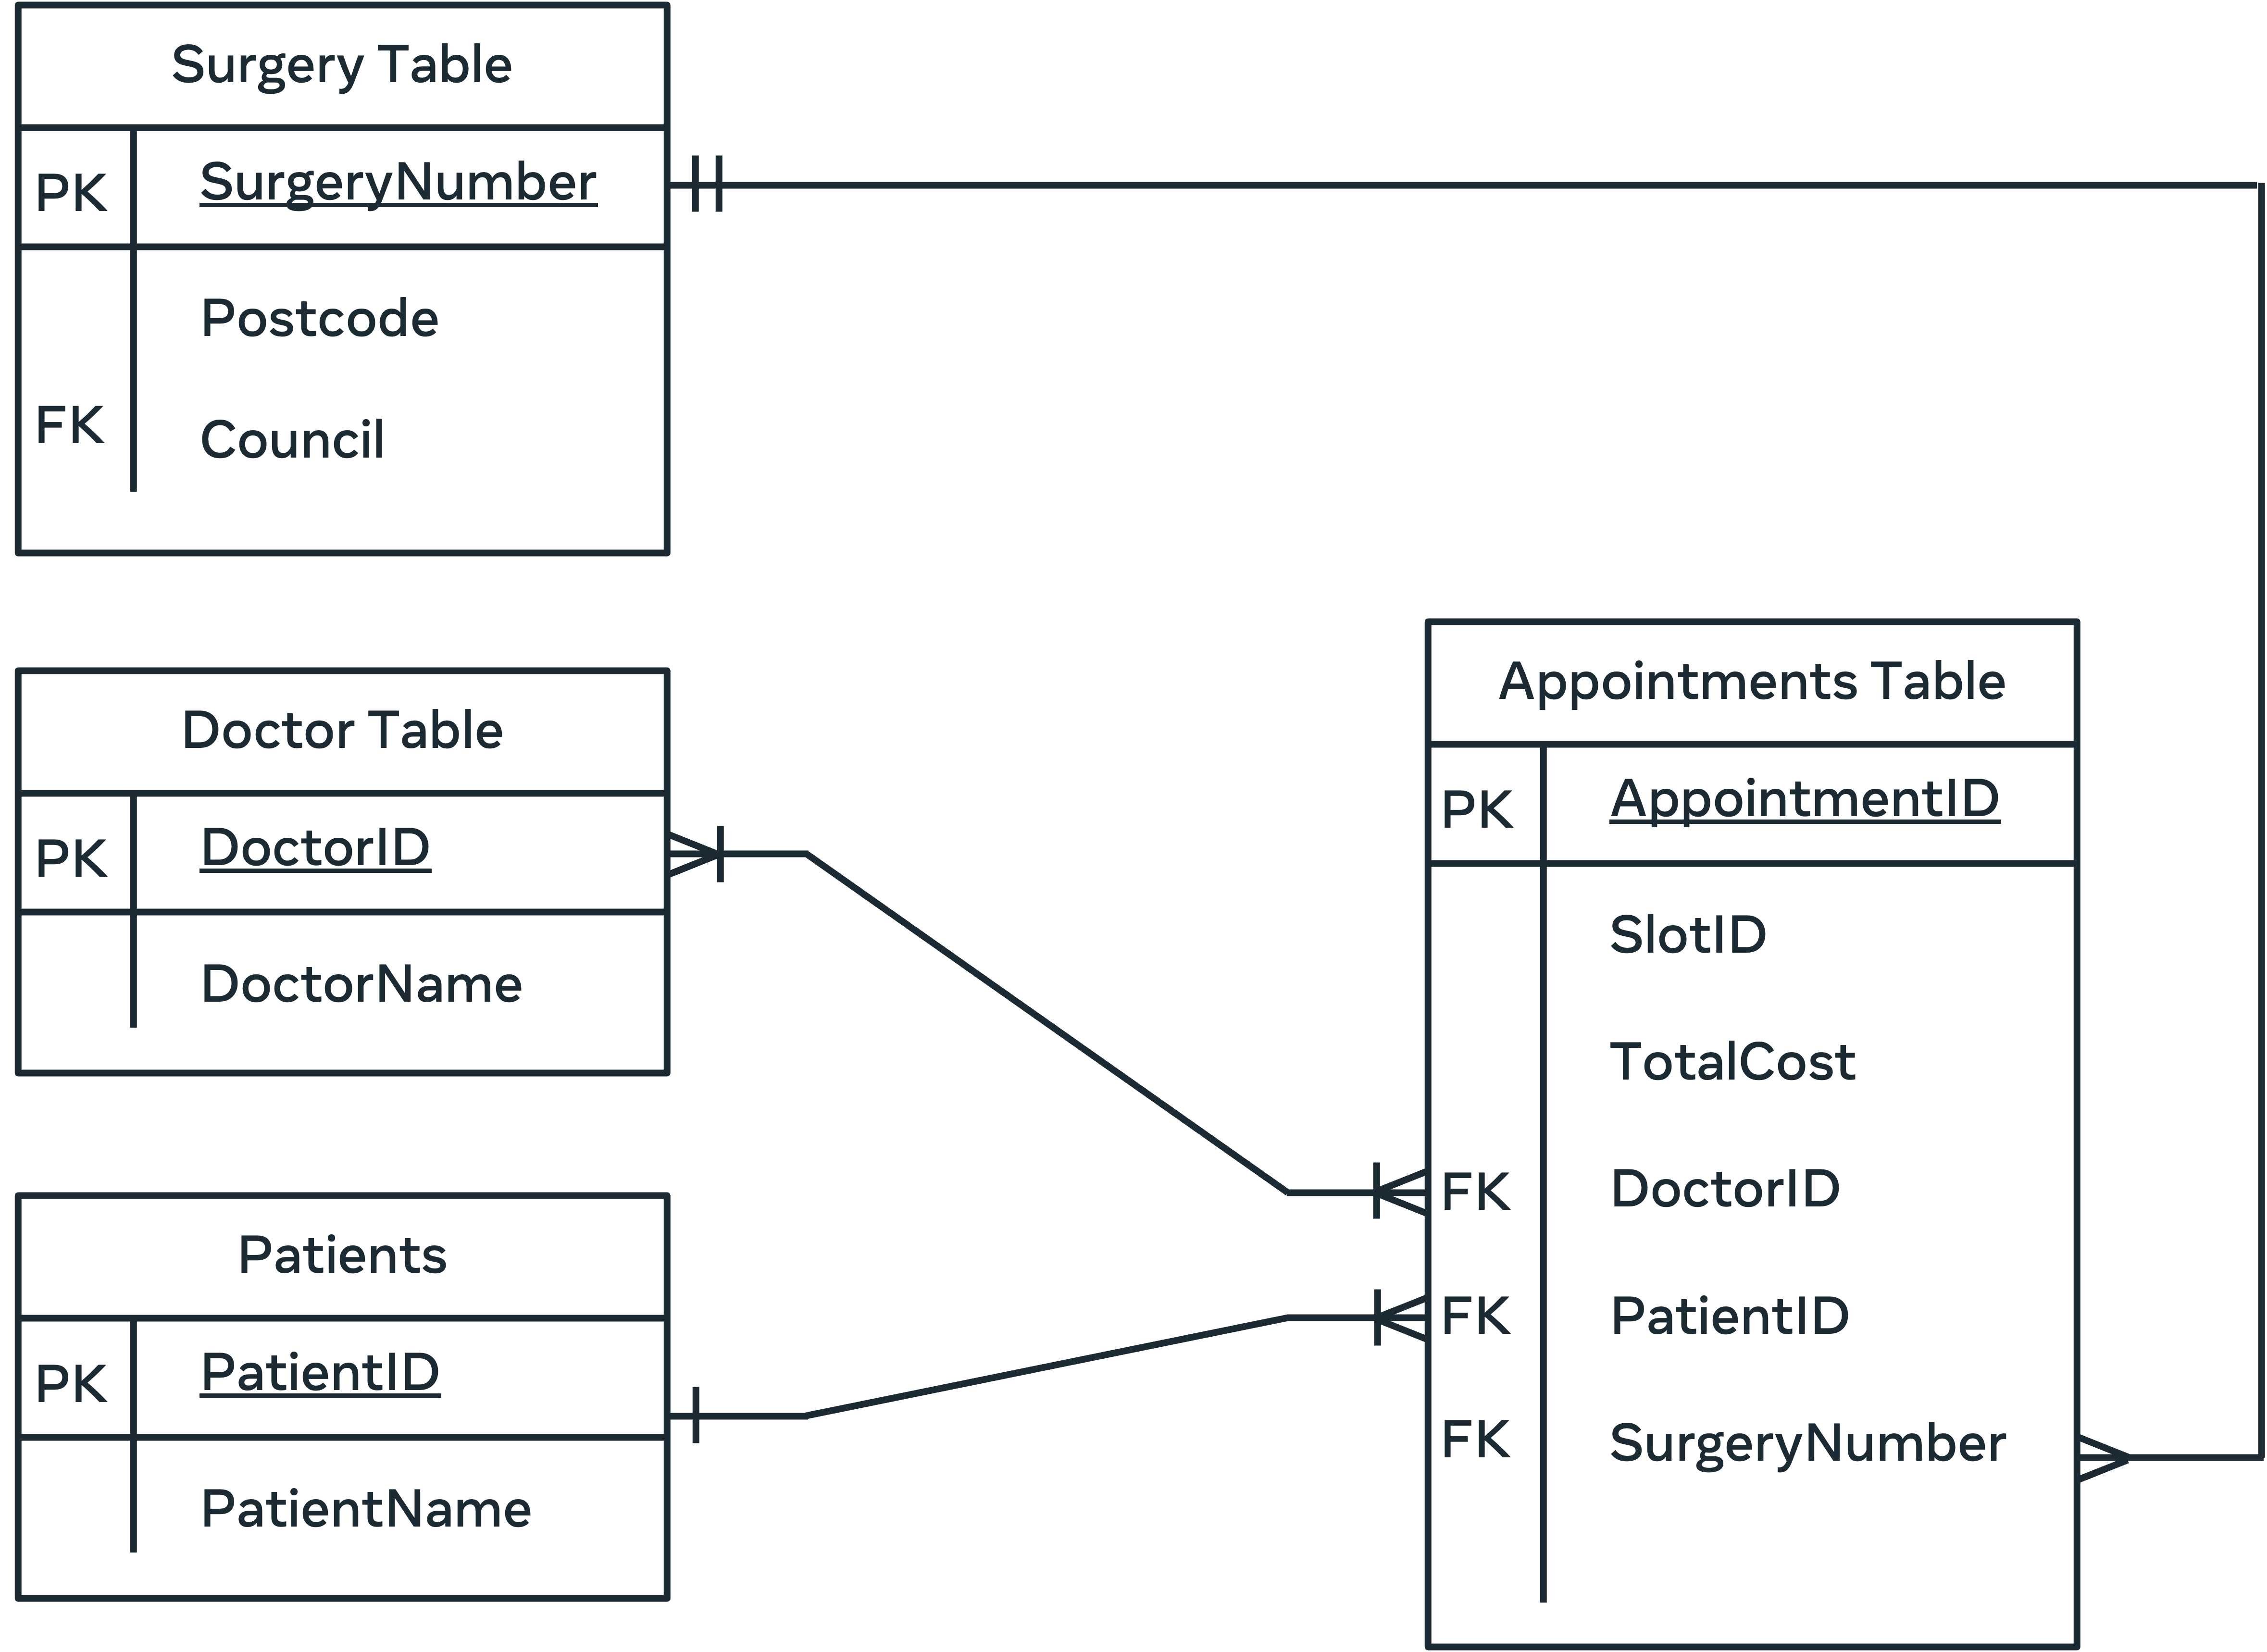 Surgery Table
PK SurgeryNumber
Postcode
FK Council
Doctor Table
PK DoctorID
DoctorName
Patients
PK PatientID
PatientName
Appointments Table
PK AppointmentID
SlotID
TotalCost
FK DoctorID
FK PatientID
FK SurgeryNumber